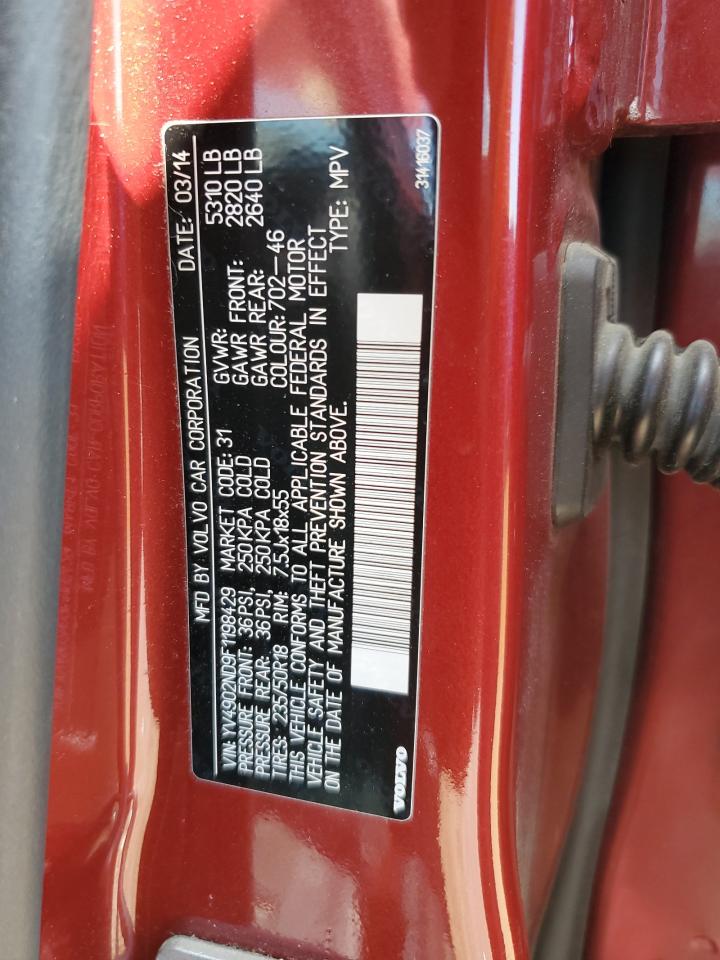 MFD BY VOLVO CAR CORPORATION DATE: 03/14
VIN: YV4902ND9F1198429 MARKET CODE: 31 GVWR: 5310 LB
PRESSURE FRONT: 36PSI, 250KPA COLD GAWR FRONT: 2820 LB
PRESSURE REAR: 36PSI, 250KPA COLD GAWR REAR: 2640 LB
TIRES: 235/50R18 RIM: 7.5Jx18x55 COLOUR: 702-46
THIS VEHICLE CONFORMS TO ALL APPLICABLE FEDERAL MOTOR
VEHICLE SAFETY AND THEFT PREVENTION STANDARDS IN EFFECT
ON THE DATE OF MANUFACTURE SHOWN ABOVE. TYPE: MPV
VOLVO 31416037